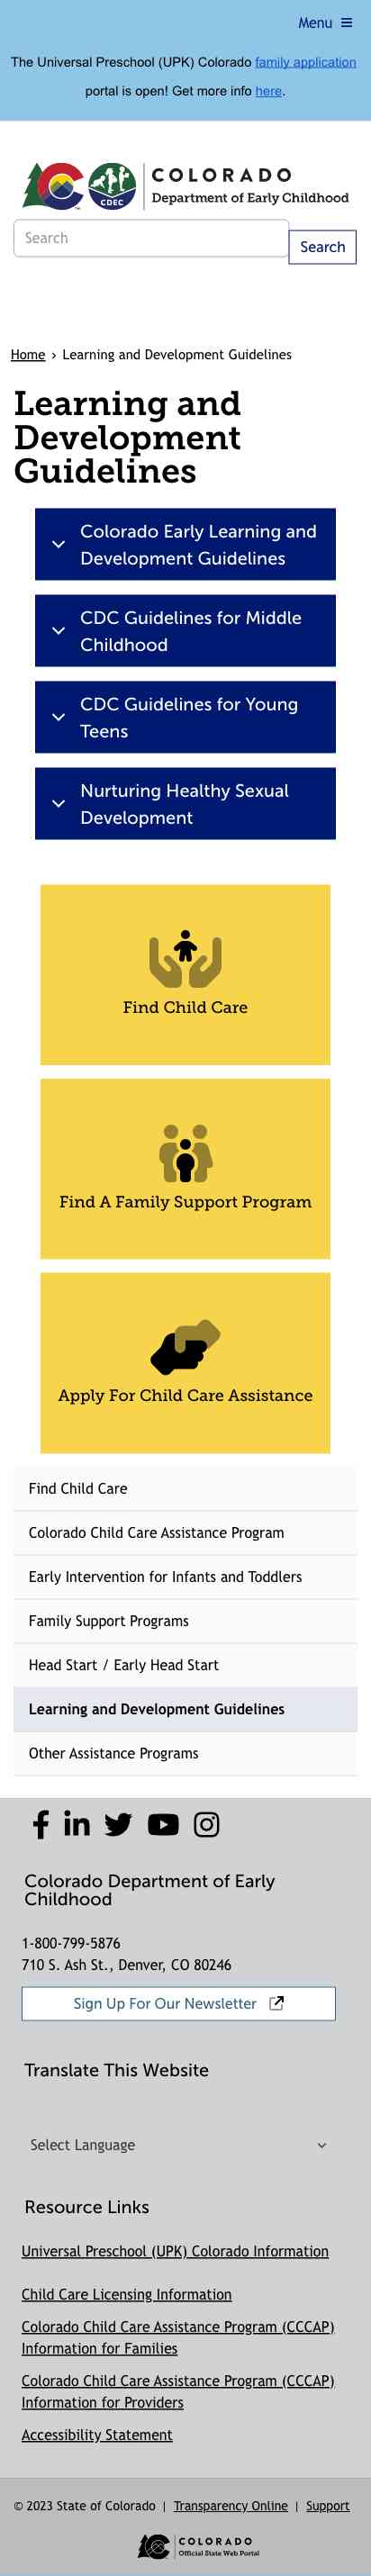 Menu
The Universal Preschool (UPK) Colorado family application
portal is open! Get more info here.
CDEC
COLORADO
Department of Early Childhood
Search
Search
Home › Learning and Development Guidelines
Learning and
Development
Guidelines
Colorado Early Learning and
Development Guidelines
CDC Guidelines for Middle
Childhood
CDC Guidelines for Young
Teens
Nurturing Healthy Sexual
Development
Find Child Care
Find A Family Support Program
Apply For Child Care Assistance
Find Child Care
Colorado Child Care Assistance Program
Early Intervention for Infants and Toddlers
Family Support Programs
Head Start / Early Head Start
Learning and Development Guidelines
Other Assistance Programs
Colorado Department of Early
Childhood
1-800-799-5876
710 S. Ash St., Denver, CO 80246
Sign Up For Our Newsletter
Translate This Website
Select Language
Resource Links
Universal Preschool (UPK) Colorado Information
Child Care Licensing Information
Colorado Child Care Assistance Program (CCCAP)
Information for Families
Colorado Child Care Assistance Program (CCCAP)
Information for Providers
Accessibility Statement
© 2023 State of Colorado | Transparency Online | Support
COLORADO
Official State Web Portal